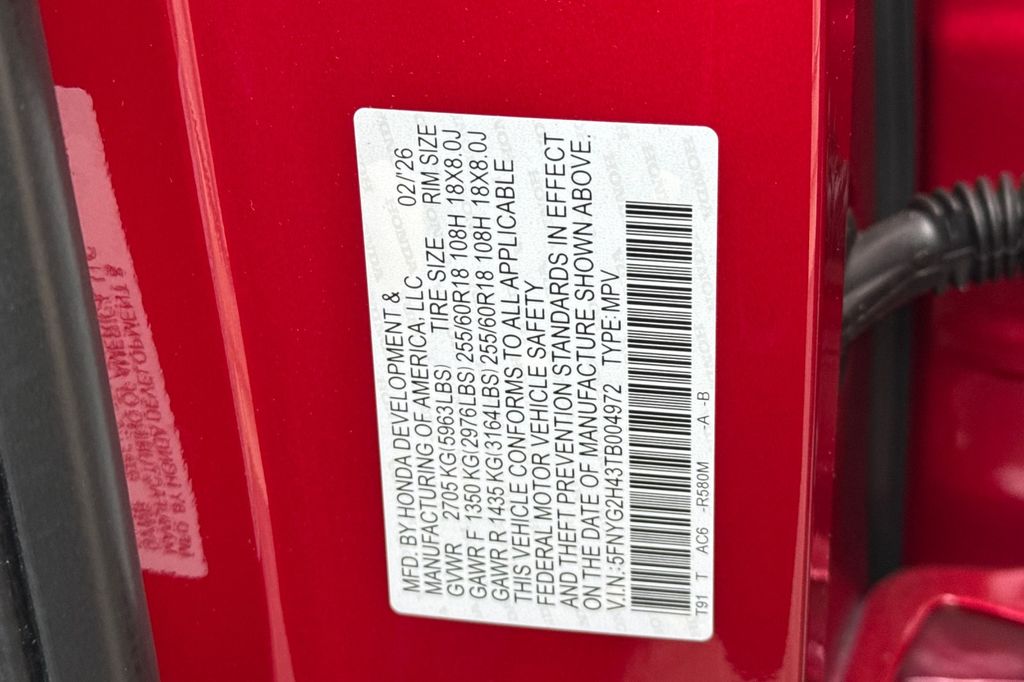 MFD. BY HONDA DEVELOPMENT & 02/'26
MANUFACTURING OF AMERICA, LLC
GVWR 2705 KG(5963LBS) TIRE SIZE RIM SIZE
GAWR F 1350 KG(2976LBS) 255/60R18 108H 18X8.0J
GAWR R 1435 KG(3164LBS) 255/60R18 108H 18X8.0J
THIS VEHICLE CONFORMS TO ALL APPLICABLE
FEDERAL MOTOR VEHICLE SAFETY
AND THEFT PREVENTION STANDARDS IN EFFECT
ON THE DATE OF MANUFACTURE SHOWN ABOVE.
V.I.N.:5FNYG2H43TB004972 TYPE:MPV
T91 T AC6 -R580M -A -B